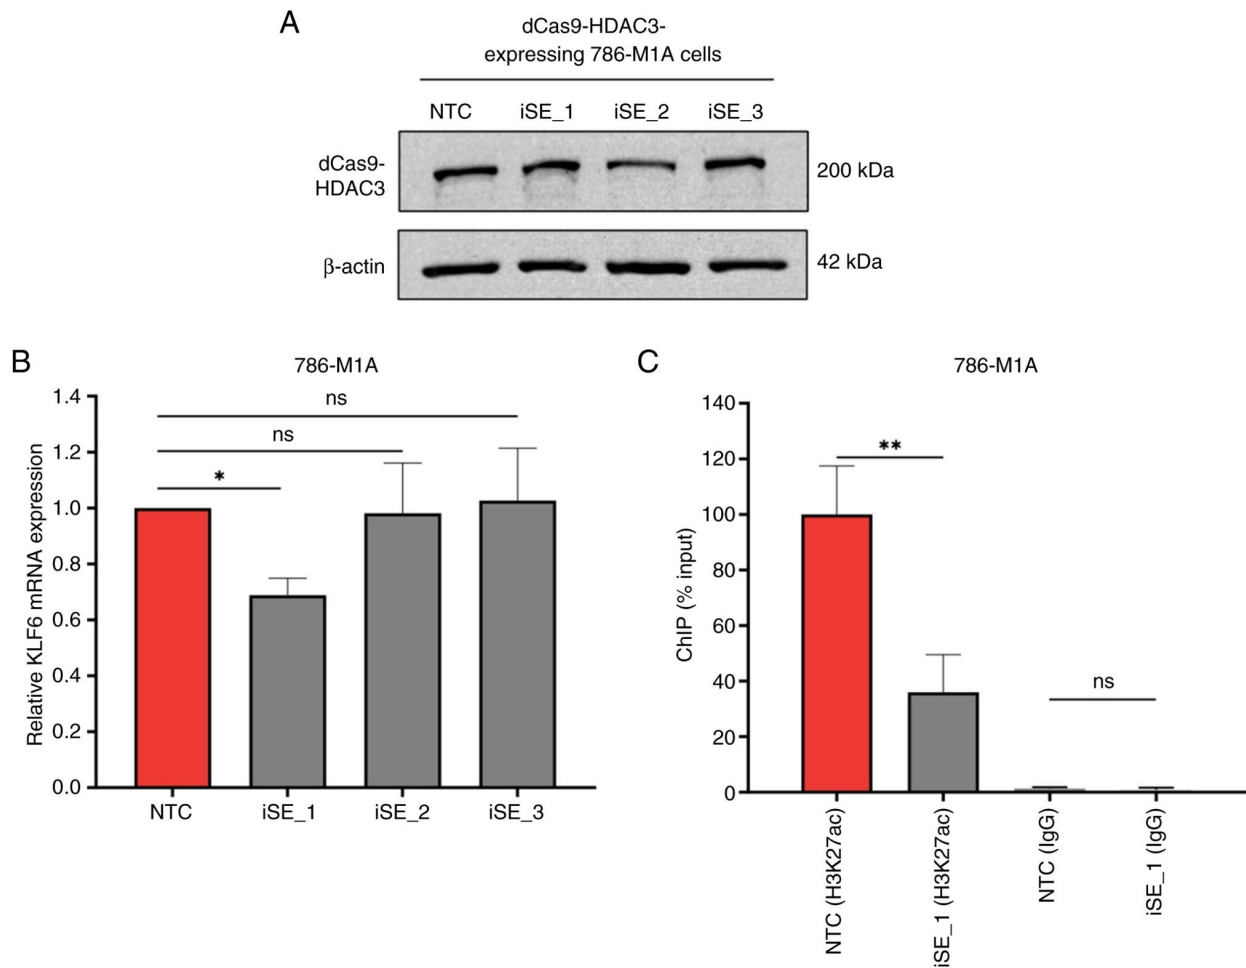 A
dCas9-HDAC3-
expressing 786-M1A cells
NTC iSE_1 iSE_2 iSE_3
dCas9-
HDAC3
200 kDa
β-actin
42 kDa
B
786-M1A
Relative KLF6 mRNA expression
1.4
1.2
1.0
0.8
0.6
0.4
0.2
0.0
ns
ns
*
NTC iSE_1 iSE_2 iSE_3
C
786-M1A
ChIP (% input)
140
120
100
80
60
40
20
0
**
ns
NTC (H3K27ac)
iSE_1 (H3K27ac)
NTC (IgG)
iSE_1 (IgG)